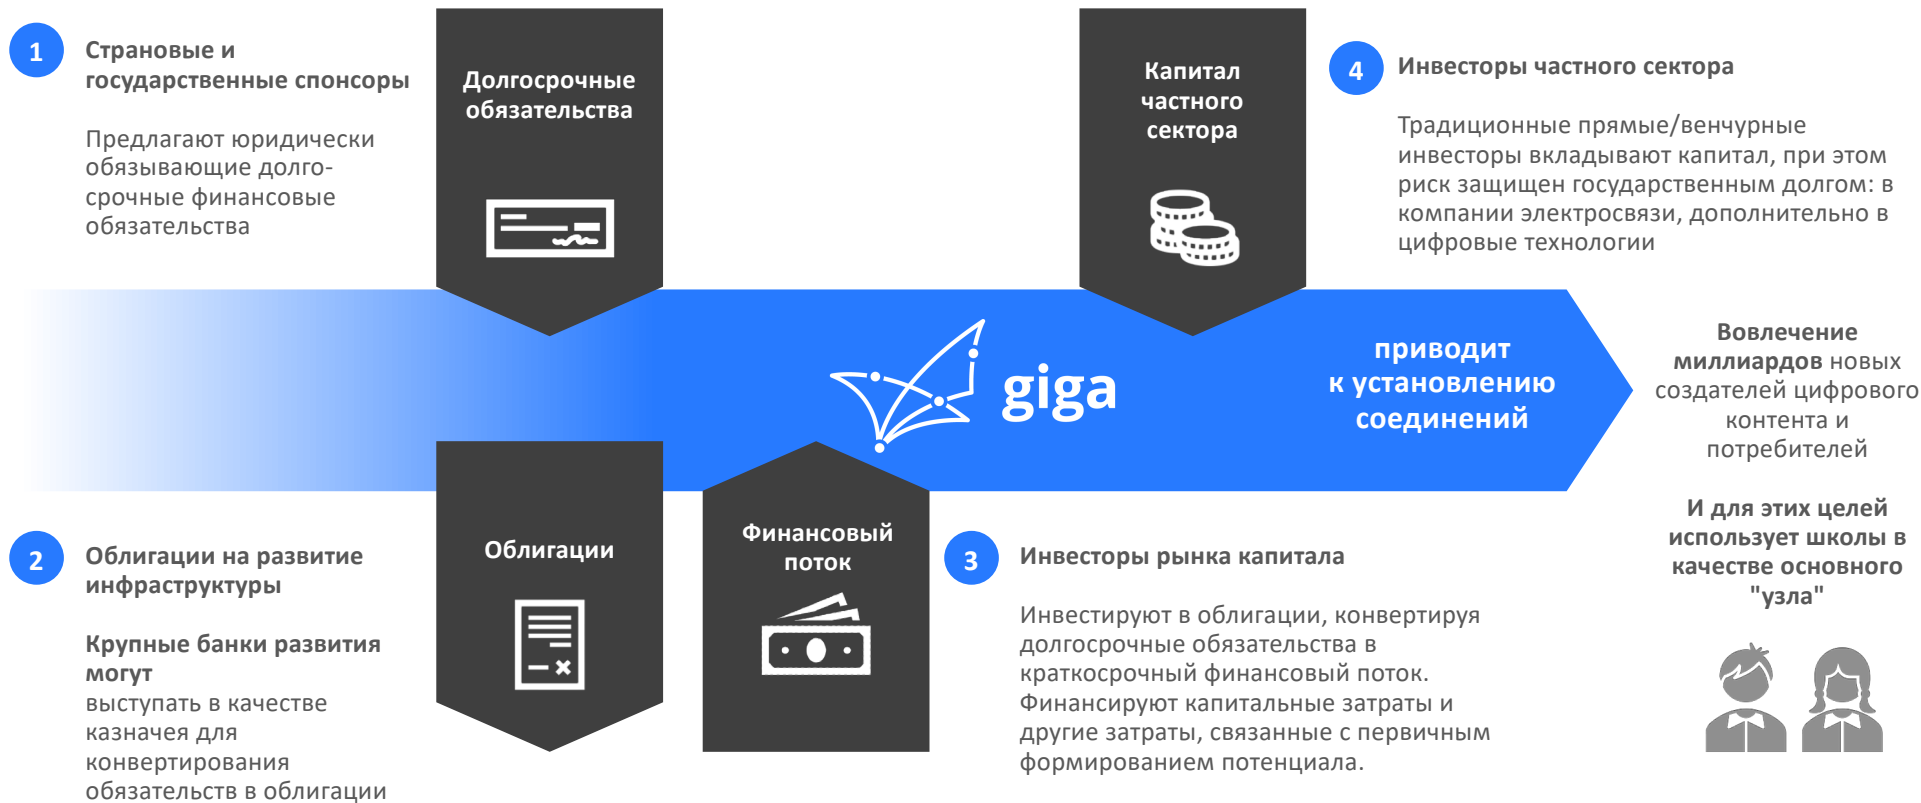 1
Страновые и
государственные спонсоры
Предлагают юридически
обязывающие долго-
срочные финансовые
обязательства
Долгосрочные
обязательства
Капитал
частного
сектора
4
Инвесторы частного сектора
Традиционные прямые/венчурные
инвесторы вкладывают капитал, при этом
риск защищен государственным долгом: в
компании электросвязи, дополнительно в
цифровые технологии
giga
приводит
к установлению
соединений
Вовлечение
миллиардов новых
создателей цифрового
контента и
потребителей
И для этих целей
использует школы в
качестве основного
"узла"
2
Облигации на развитие
инфраструктуры
Крупные банки развития
могут
выступать в качестве
казначея для
конвертирования
обязательств в облигации
Облигации
Финансовый
поток
3
Инвесторы рынка капитала
Инвестируют в облигации, конвертируя
долгосрочные обязательства в
краткосрочный финансовый поток.
Финансируют капитальные затраты и
другие затраты, связанные с первичным
формированием потенциала.